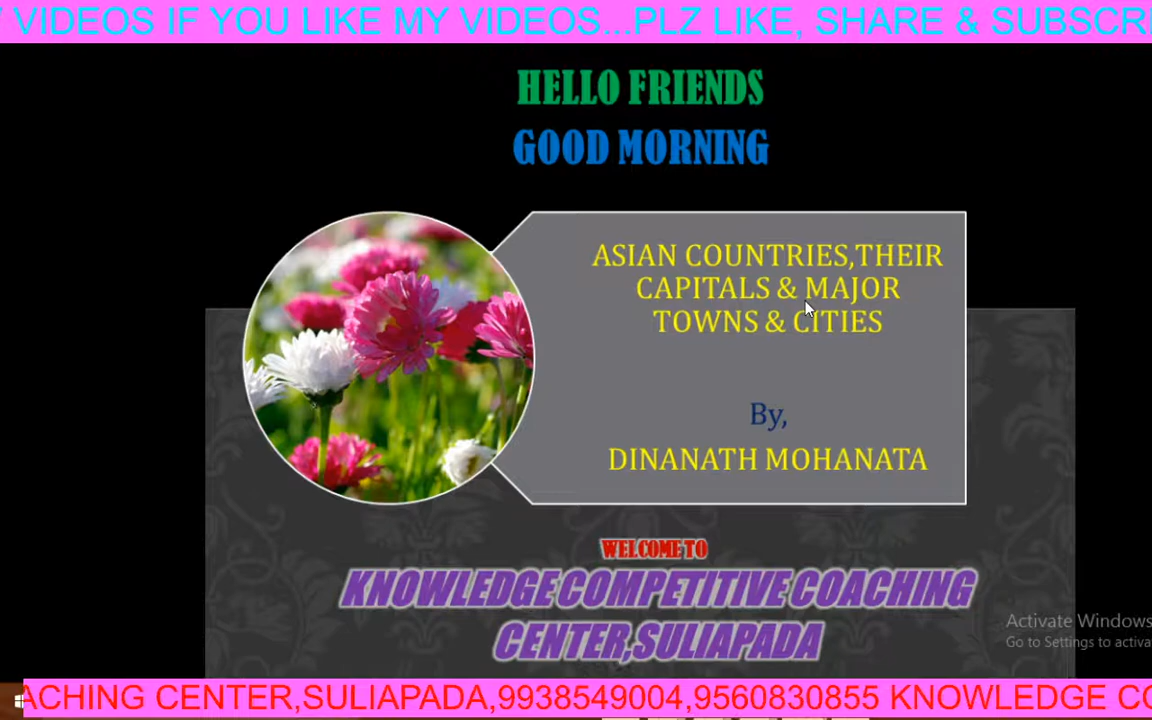 VIDEOS IF YOU LIKE MY VIDEOS...PLZ LIKE, SHARE & SUBSCR
HELLO FRIENDS
GOOD MORNING
ASIAN COUNTRIES,THEIR
CAPITALS & MAJOR
TOWNS & CITIES
By,
DINANATH MOHANATA
WELCOME TO
KNOWLEDGE COMPETITIVE COACHING
CENTER,SULIAPADA
Activate Windows
Go to Settings to activa
ACHING CENTER,SULIAPADA,9938549004,9560830855 KNOWLEDGE CO